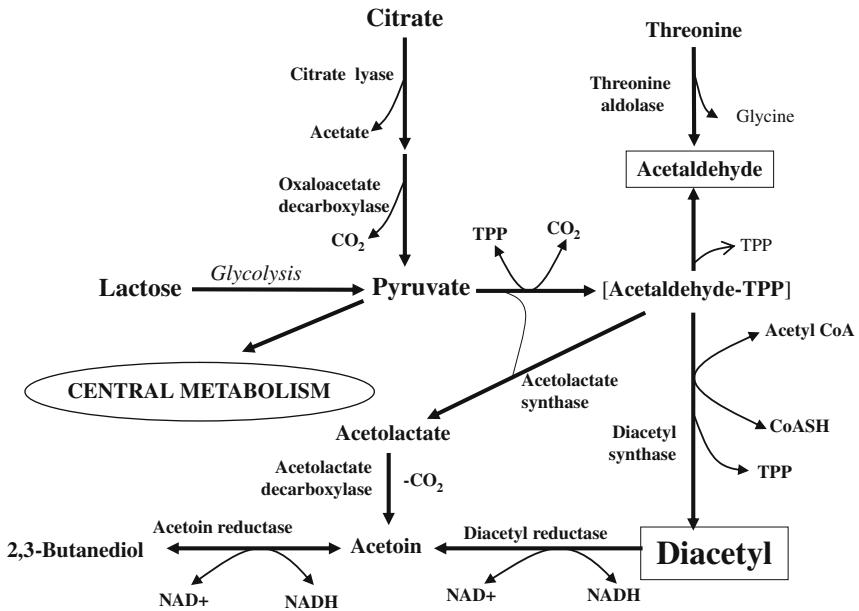 Citrate
Threonine
Citrate lyase
Threonine
aldolase
Acetate
Glycine
Acetaldehyde
Oxaloacetate
decarboxylase
CO2
TPP
CO2
TPP
Lactose
Glycolysis
Pyruvate
[Acetaldehyde-TPP]
Acetyl CoA
CENTRAL METABOLISM
Acetolactate
synthase
Acetolactate
CoASH
Diacetyl
synthase
TPP
Acetolactate
decarboxylase
-CO2
Acetoin reductase
Diacetyl reductase
2,3-Butanediol
Acetoin
Diacetyl
NAD+
NADH
NAD+
NADH